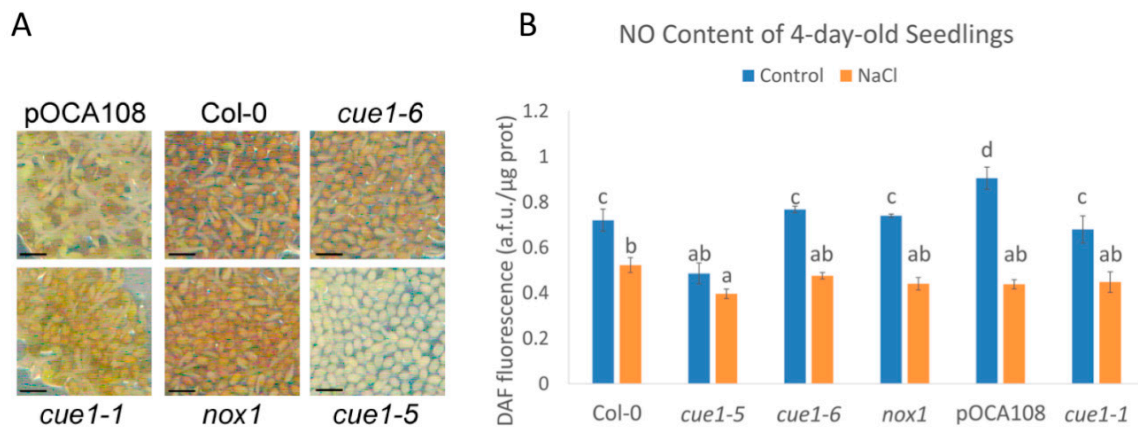 A
pOCA108 Col-0 cue1-6
cue1-1 nox1 cue1-5
B
NO Content of 4-day-old Seedlings
Control NaCl
DAF fluorescence (a.f.u./µg prot)
1.2
1
0.8
0.6
0.4
0.2
0
c b ab a c ab c ab d ab c ab
Col-0 cue1-5 cue1-6 nox1 pOCA108 cue1-1